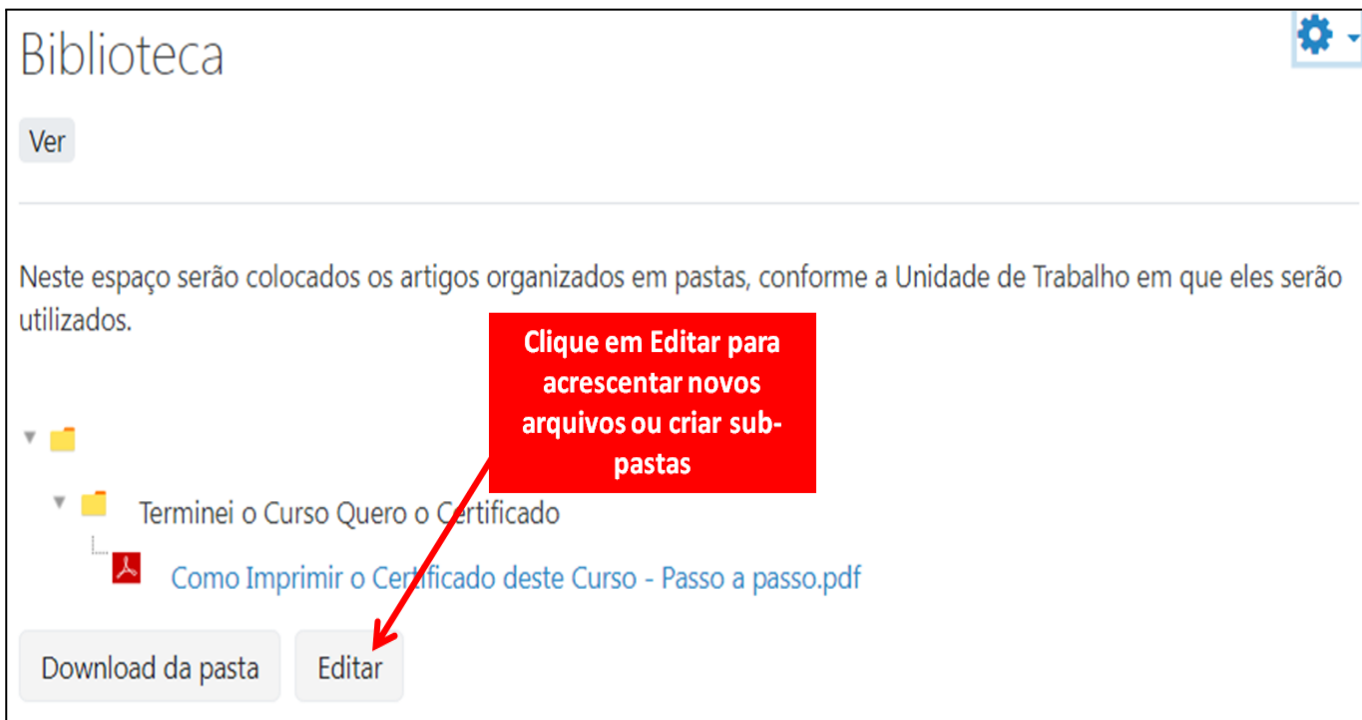 Biblioteca
Ver
Neste espaço serão colocados os artigos organizados em pastas, conforme a Unidade de Trabalho em que eles serão
utilizados.
Clique em Editar para
acrescentar novos
arquivos ou criar sub-
pastas
Terminei o Curso Quero o Certificado
Como Imprimir o Certificado deste Curso - Passo a passo.pdf
Download da pasta
Editar